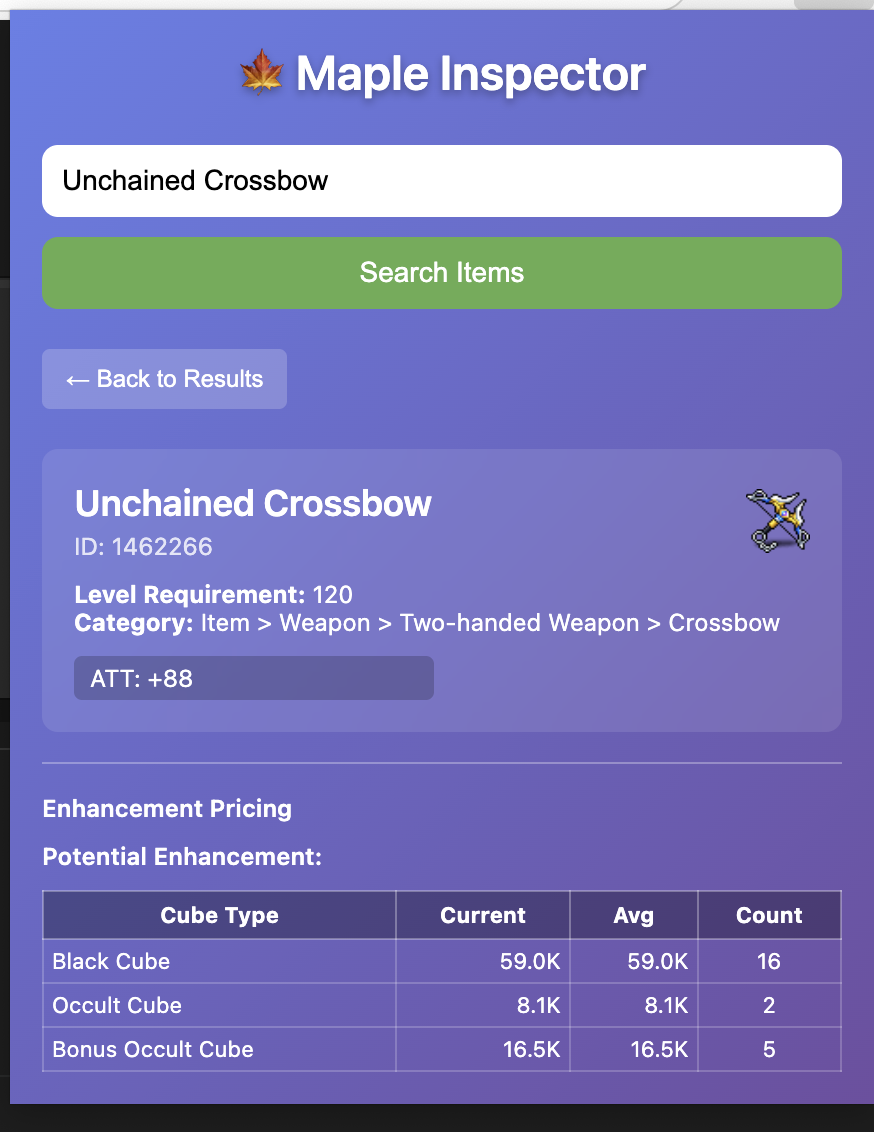 🍁 Maple Inspector
Unchained Crossbow
Search Items
← Back to Results
Unchained Crossbow
ID: 1462266
Level Requirement: 120
Category: Item > Weapon > Two-handed Weapon > Crossbow
ATT: +88
Enhancement Pricing
Potential Enhancement:
Cube Type Current Avg Count
Black Cube 59.0K 59.0K 16
Occult Cube 8.1K 8.1K 2
Bonus Occult Cube 16.5K 16.5K 5